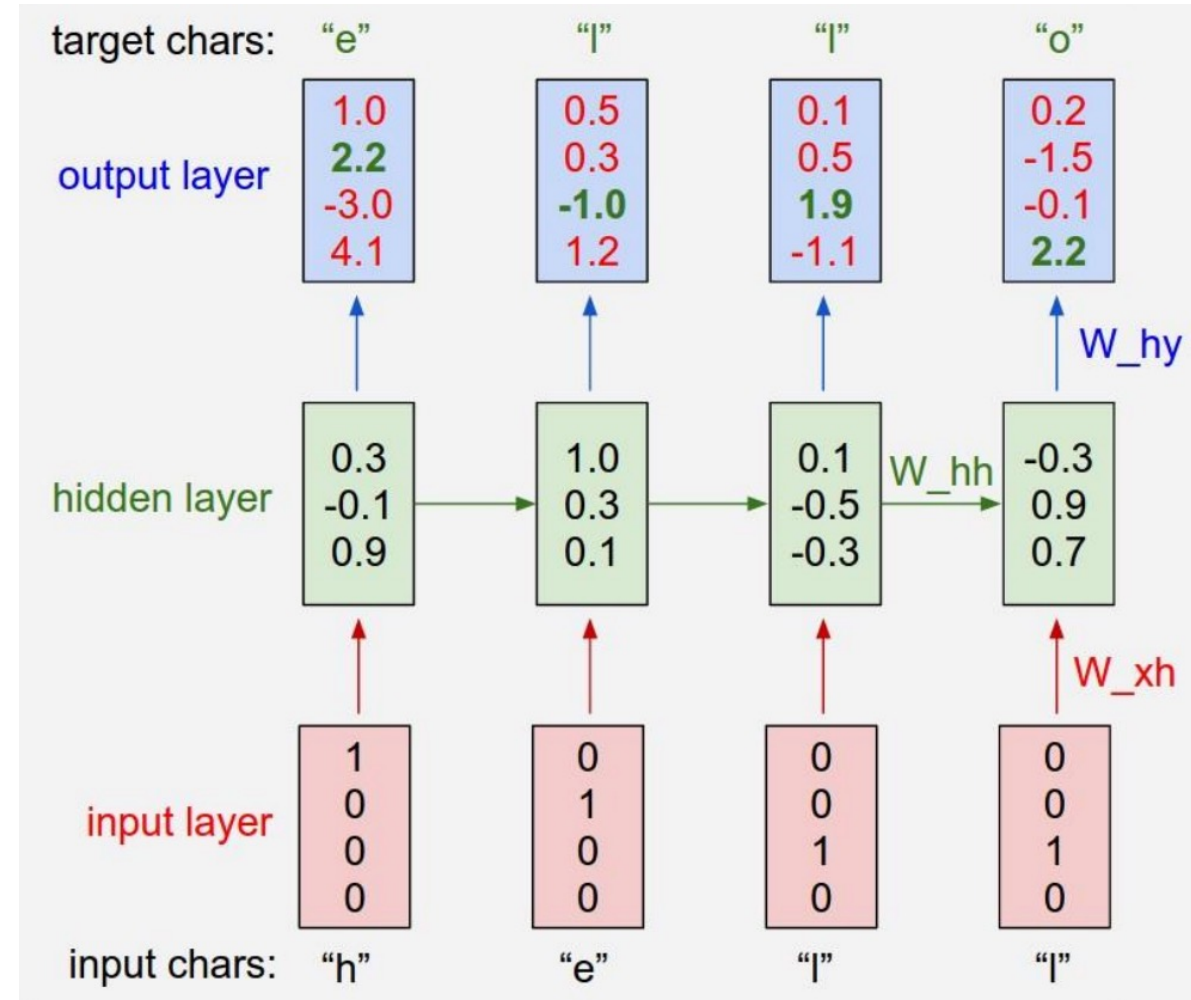 target chars: “e” “l” “l” “o”
1.0 0.5 0.1 0.2
2.2 0.3 0.5 -1.5
output layer
-3.0 -1.0 1.9 -0.1
4.1 1.2 -1.1 2.2
W_hy
0.3 1.0 0.1 -0.3
W_hh
hidden layer -0.1 0.3 -0.5 0.9
0.9 0.1 -0.3 0.7
W_xh
1 0 0 0
0 1 0 0
input layer
0 0 1 1
0 0 0 0
input chars: “h” “e” “l” “l”